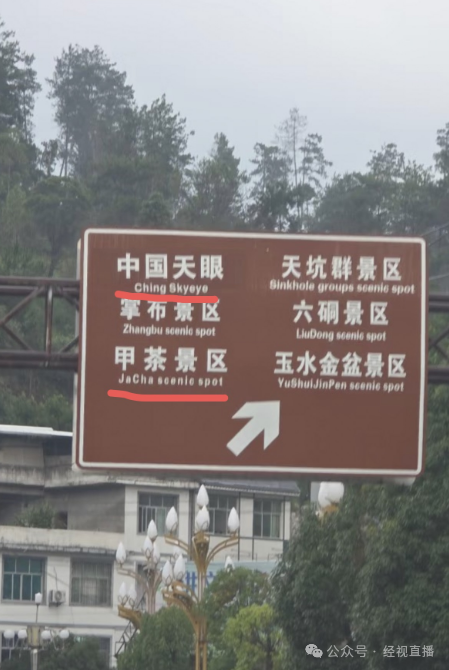 中国天眼
Ching Skyeye
掌布景区
Zhangbu scenic spot
甲茶景区
JaCha scenic spot
天坑群景区
Sinkhole groups scenic spot
六硐景区
LiuDong scenic spot
玉水金盆景区
YuShuiJinPen scenic spot
公众号·经视直播